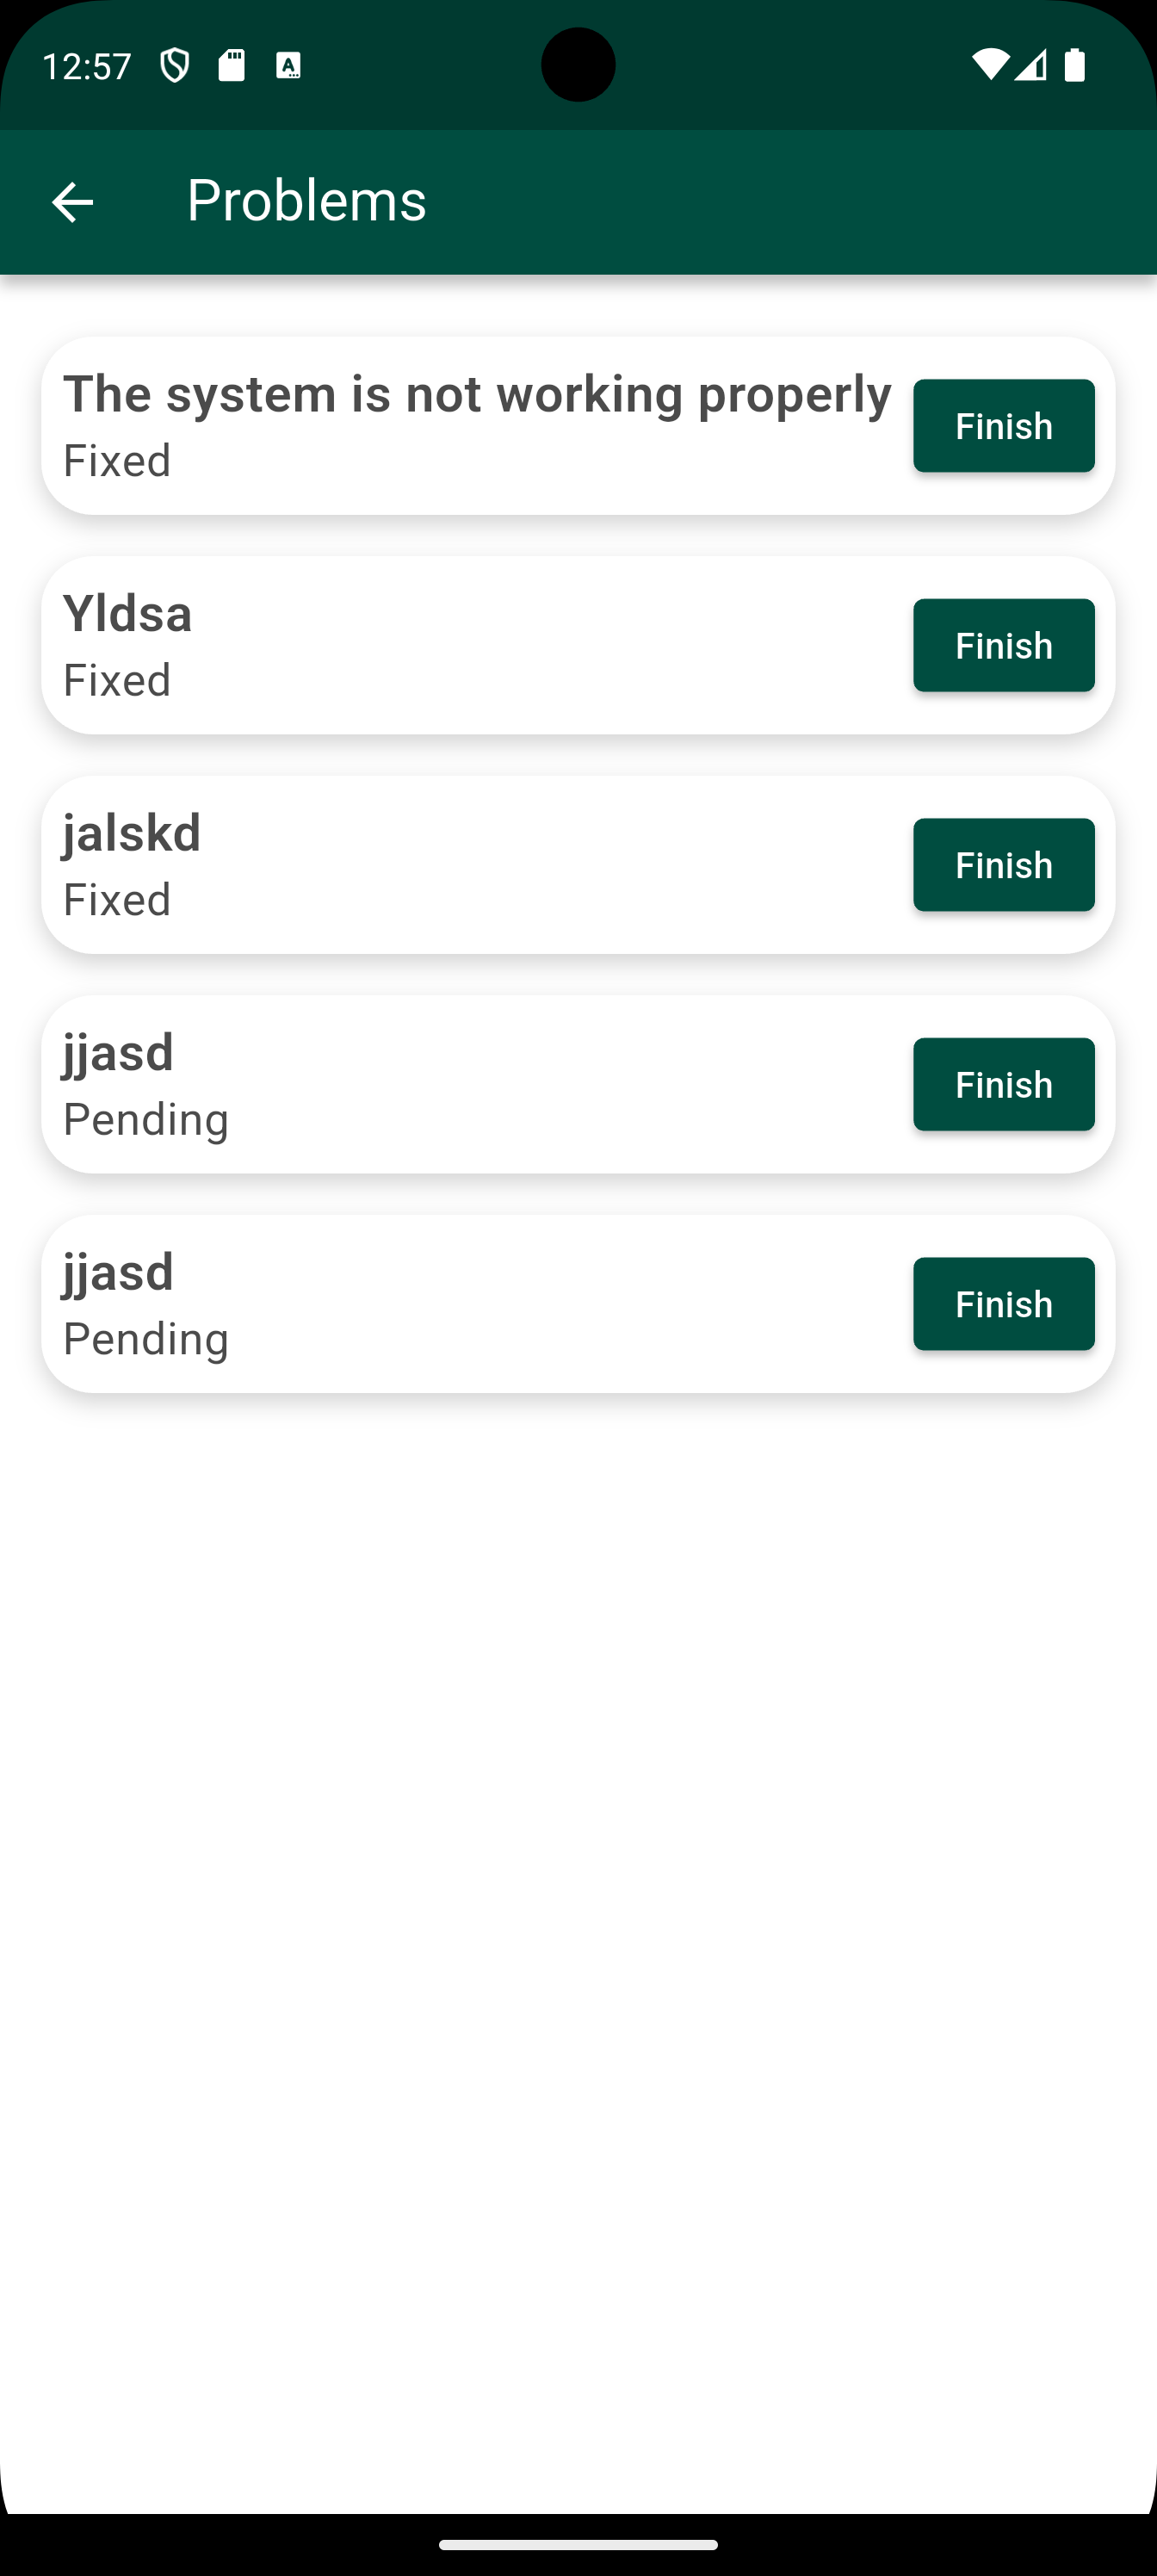 12:57
Problems
The system is not working properly
Fixed
Finish
Yldsa
Fixed
Finish
jalskd
Fixed
Finish
jjasd
Pending
Finish
jjasd
Pending
Finish